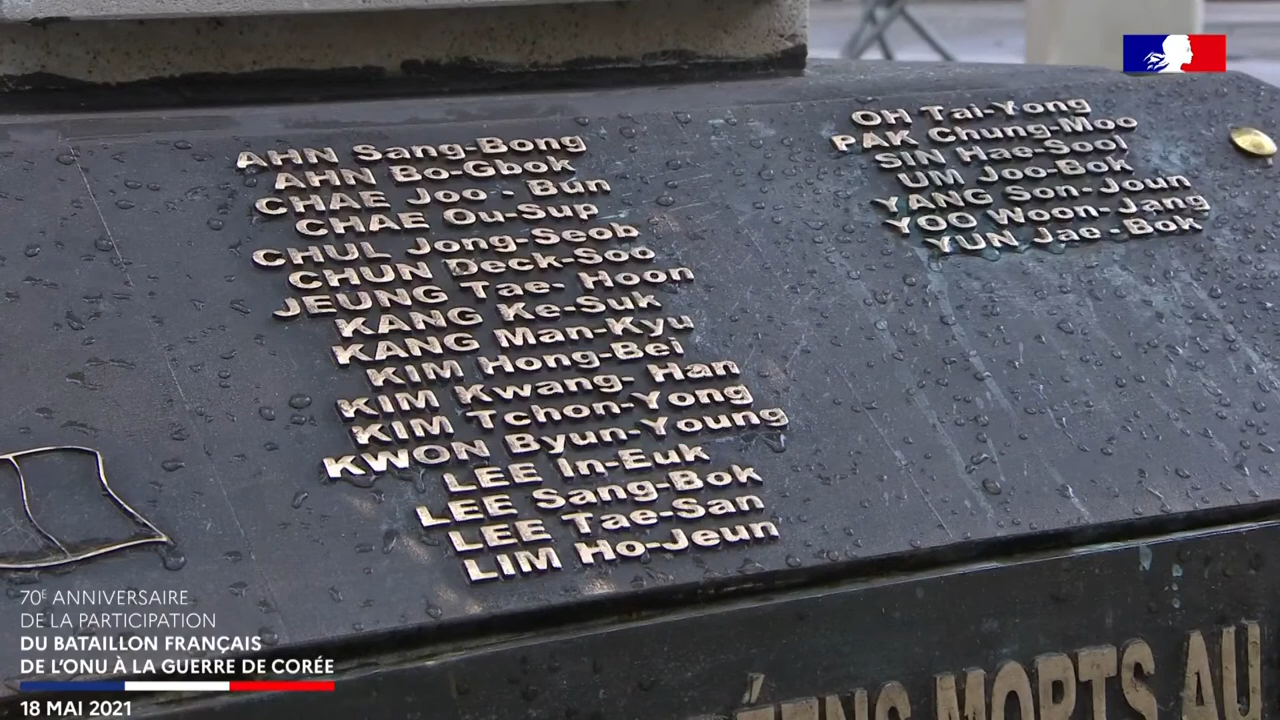 AHN Sang-Bong
AHN Bo-Gbok
CHAE Joo - Bun
CHAE Ou-Sup
CHUL Jong-Seob
CHUN Deck-Soo
JEUNG Tae- Hoon
KANG Ke-Suk
KANG Man-Kyu
KIM Hong-Bei
KIM Kwang- Han
KIM Tchon-Yong
KWON Byun-Young
LEE In-Euk
LEE Sang-Bok
LEE Tae-San
LIM Ho-Jeun
OH Tai-Yong
PAK Chung-Moo
SIN Hae-Sool
UM Joo-Bok
YANG Son- Joun
YOO Woon- Jang
YUN Jae - Bok
MORTS AU
70E ANNIVERSAIRE
DE LA PARTICIPATION
DU BATAILLON FRANÇAIS
DE L'ONU À LA GUERRE DE CORÉE
18 MAI 2021